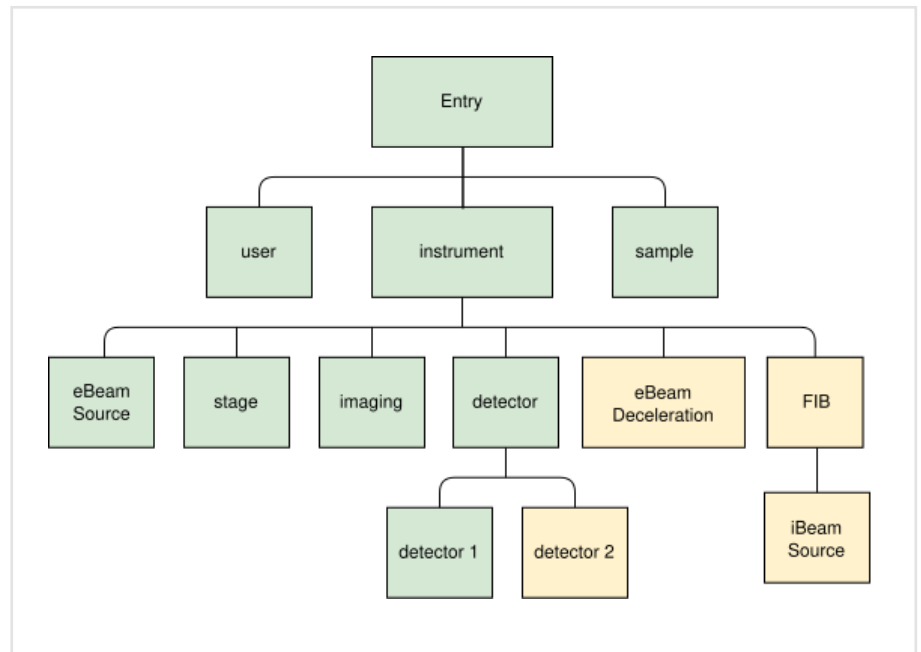 Entry
user
instrument
sample
eBeam
Source
stage
imaging
detector
eBeam
Deceleration
FIB
detector 1
detector 2
iBeam
Source